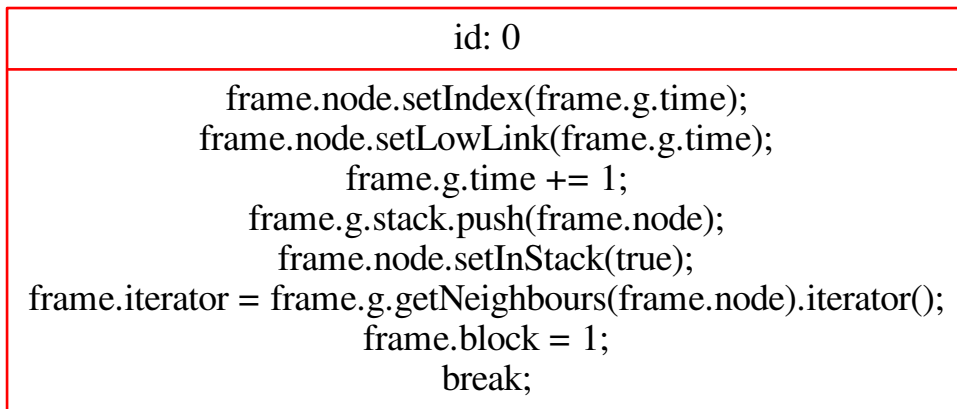 id: 0
frame.node.setIndex(frame.g.time);
frame.node.setLowLink(frame.g.time);
frame.g.time += 1;
frame.g.stack.push(frame.node);
frame.node.setInStack(true);
frame.iterator = frame.g.getNeighbours(frame.node).iterator();
frame.block = 1;
break;